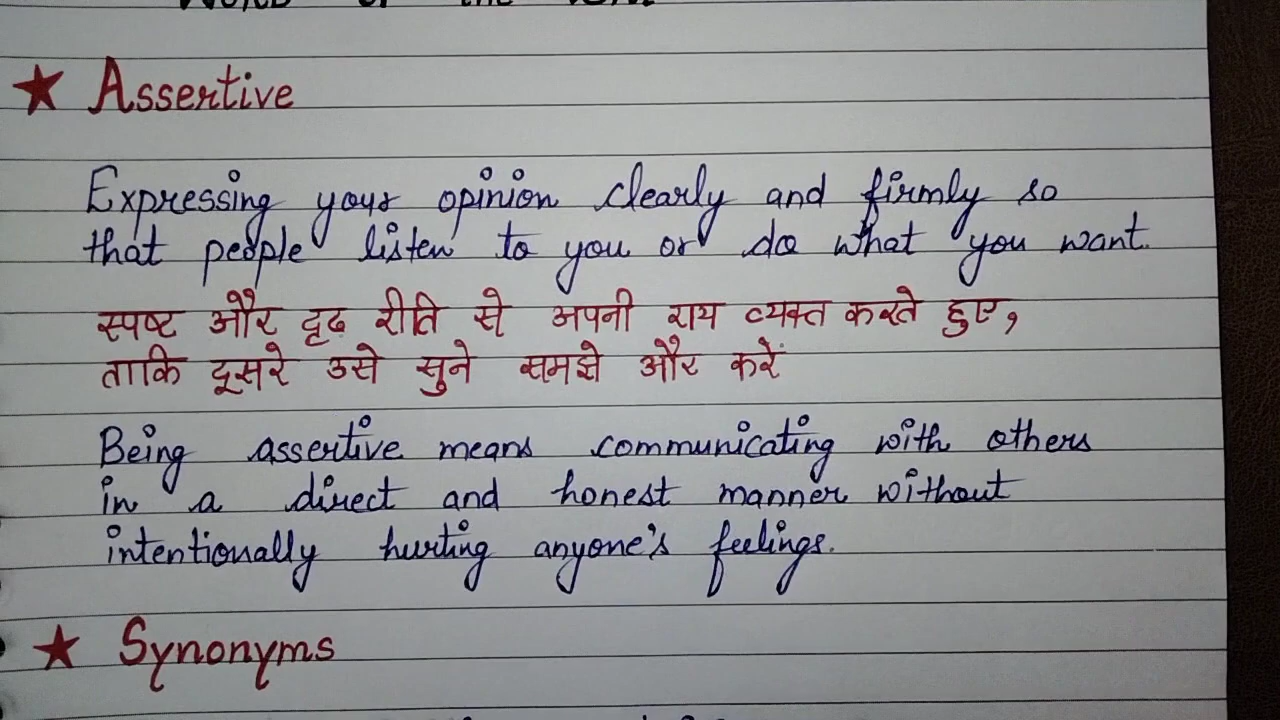 ★ Assertive
Expressing your opinion clearly and firmly so
that people listen to you or do what you want.
स्पष्ट और दृढ़ रीति से अपनी राय व्यक्त करते हुए,
ताकि दूसरे उसे सुने समझे और करें
Being assertive means communicating with others
in a direct and honest manner without
intentionally hurting anyone's feelings.
★ Synonyms